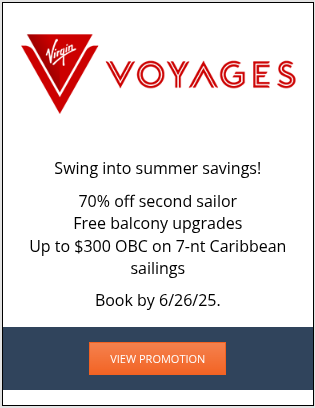 Virgin
VOYAGES
Swing into summer savings!
70% off second sailor
Free balcony upgrades
Up to $300 OBC on 7-nt Caribbean
sailings
Book by 6/26/25.
VIEW PROMOTION